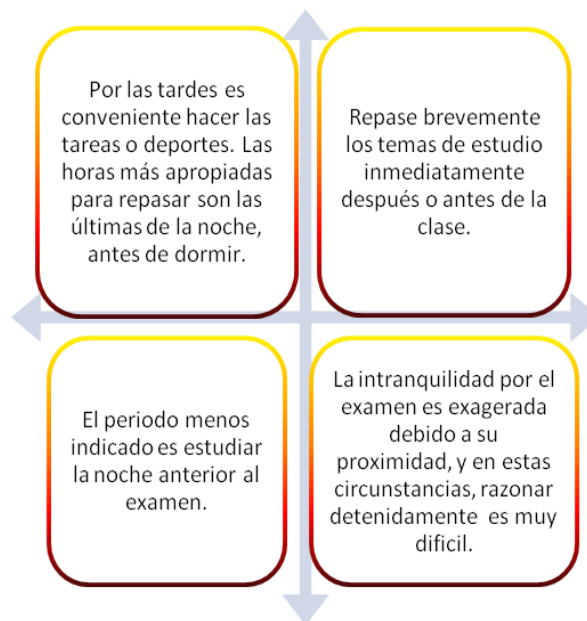 Por las tardes es
conveniente hacer las
tareas o deportes. Las
horas más apropiadas
para repasar son las
últimas de la noche,
antes de dormir.
Repase brevemente
los temas de estudio
inmediatamente
después o antes de la
clase.
El periodo menos
indicado es estudiar
la noche anterior al
examen.
La intranquilidad por el
examen es exagerada
debido a su
proximidad, y en estas
circunstancias, razonar
detenidamente es muy
dificil.